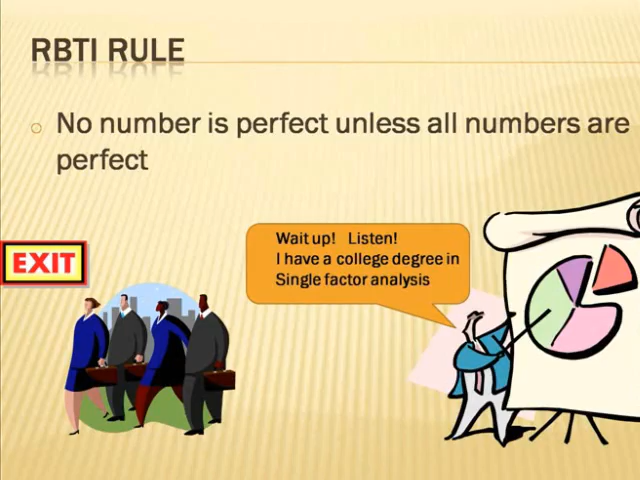 RBTI RULE
No number is perfect unless all numbers are
perfect
Wait up! Listen!
I have a college degree in
Single factor analysis
EXIT